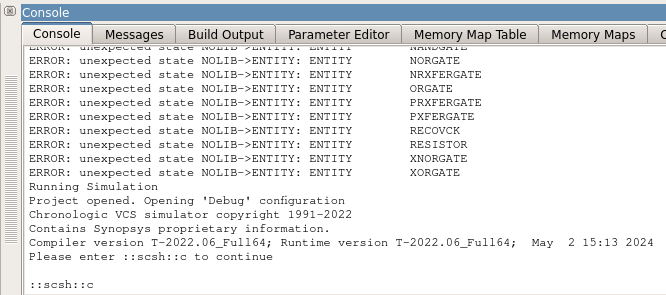 Console
Console Messages Build Output Parameter Editor Memory Map Table Memory Maps
ERROR: unexpected state NOLIB->ENTITY: ENTITY NANDGATE
ERROR: unexpected state NOLIB->ENTITY: ENTITY NORGATE
ERROR: unexpected state NOLIB->ENTITY: ENTITY NRXFERGATE
ERROR: unexpected state NOLIB->ENTITY: ENTITY ORGATE
ERROR: unexpected state NOLIB->ENTITY: ENTITY PRXFERGATE
ERROR: unexpected state NOLIB->ENTITY: ENTITY PXFERGATE
ERROR: unexpected state NOLIB->ENTITY: ENTITY RECOVCK
ERROR: unexpected state NOLIB->ENTITY: ENTITY RESISTOR
ERROR: unexpected state NOLIB->ENTITY: ENTITY XNORGATE
ERROR: unexpected state NOLIB->ENTITY: ENTITY XORGATE
Running Simulation
Project opened. Opening 'Debug' configuration
Chronologic VCS simulator copyright 1991-2022
Contains Synopsys proprietary information.
Compiler version T-2022.06_Full64; Runtime version T-2022.06_Full64; May 2 15:13 2024
Please enter ::scsh::c to continue
::scsh::c